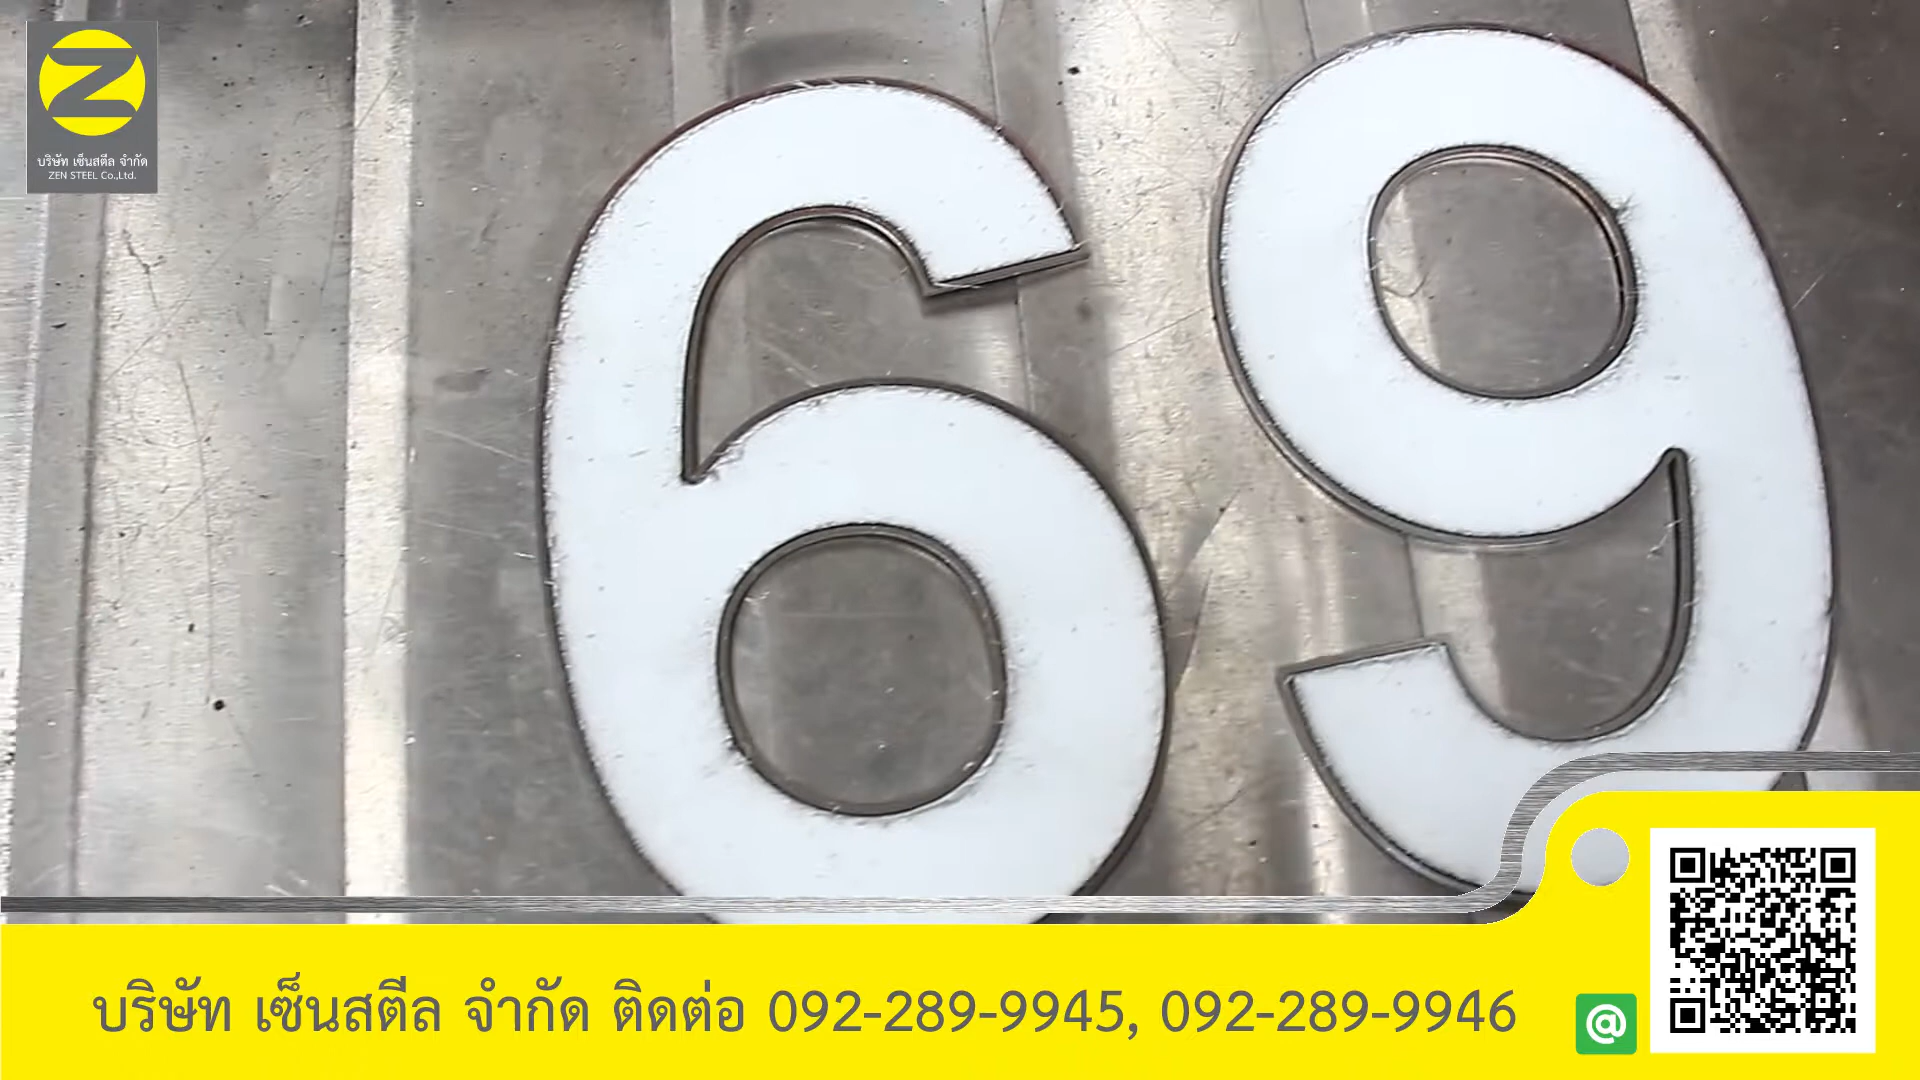 Z
บริษัท เซ็นสตีล จำกัด
ZEN STEEL Co.,Ltd.
69
บริษัท เซ็นสตีล จำกัด ติดต่อ 092-289-9945, 092-289-9946
@